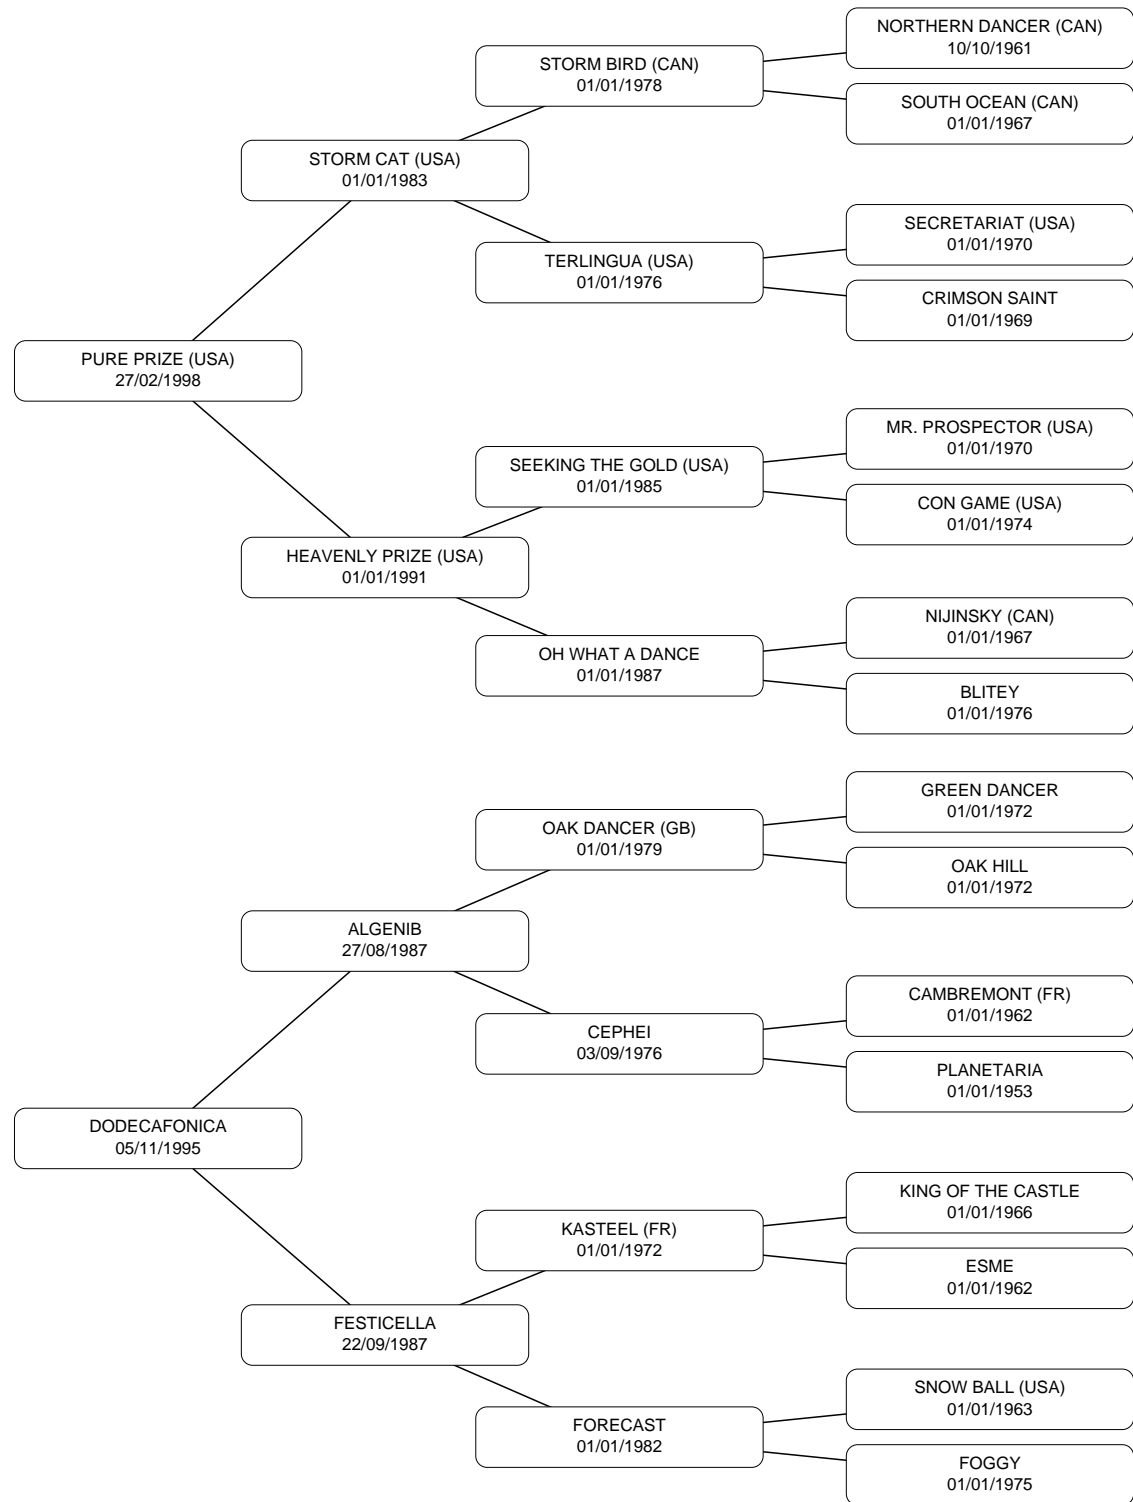 NORTHERN DANCER (CAN)
10/10/1961
STORM BIRD (CAN)
01/01/1978
SOUTH OCEAN (CAN)
01/01/1967
STORM CAT (USA)
01/01/1983
SECRETARIAT (USA)
01/01/1970
TERLINGUA (USA)
01/01/1976
CRIMSON SAINT
01/01/1969
PURE PRIZE (USA)
27/02/1998
MR. PROSPECTOR (USA)
01/01/1970
SEEKING THE GOLD (USA)
01/01/1985
CON GAME (USA)
01/01/1974
HEAVENLY PRIZE (USA)
01/01/1991
NIJINSKY (CAN)
01/01/1967
OH WHAT A DANCE
01/01/1987
BLITEY
01/01/1976
GREEN DANCER
01/01/1972
OAK DANCER (GB)
01/01/1979
OAK HILL
01/01/1972
ALGENIB
27/08/1987
CAMBREMONT (FR)
01/01/1962
CEPHEI
03/09/1976
PLANETARIA
01/01/1953
DODECAFONICA
05/11/1995
KING OF THE CASTLE
01/01/1966
KASTEEL (FR)
01/01/1972
ESME
01/01/1962
FESTICELLA
22/09/1987
SNOW BALL (USA)
01/01/1963
FORECAST
01/01/1982
FOGGY
01/01/1975